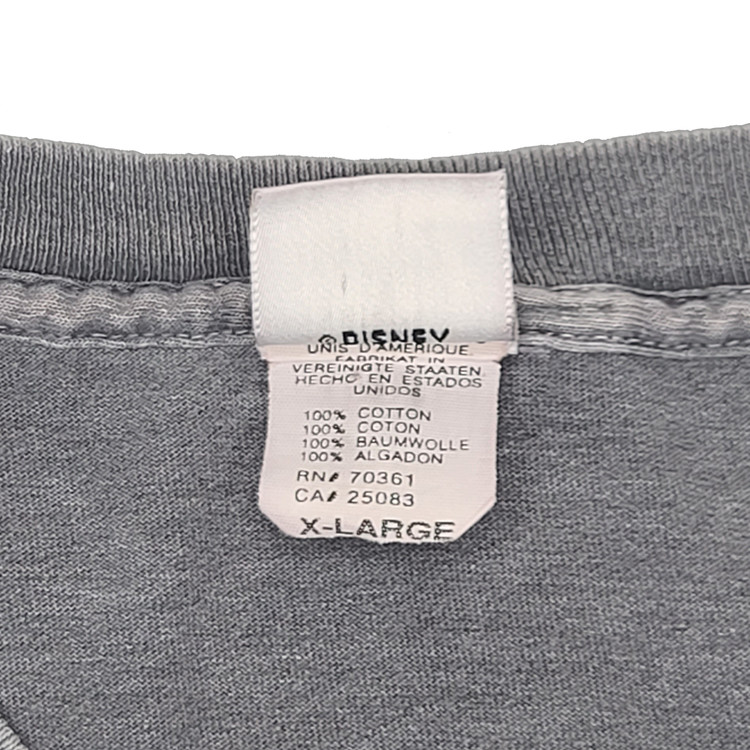 © DISNEY
UNIS D'AMERIQUE
FABRIKAT IN
VEREINIGTE STAATEN
HECHO EN ESTADOS
UNIDOS
100% COTTON
100% COTON
100% BAUMWOLLE
100% ALGADON
RN# 70361
CA# 25083
X-LARGE